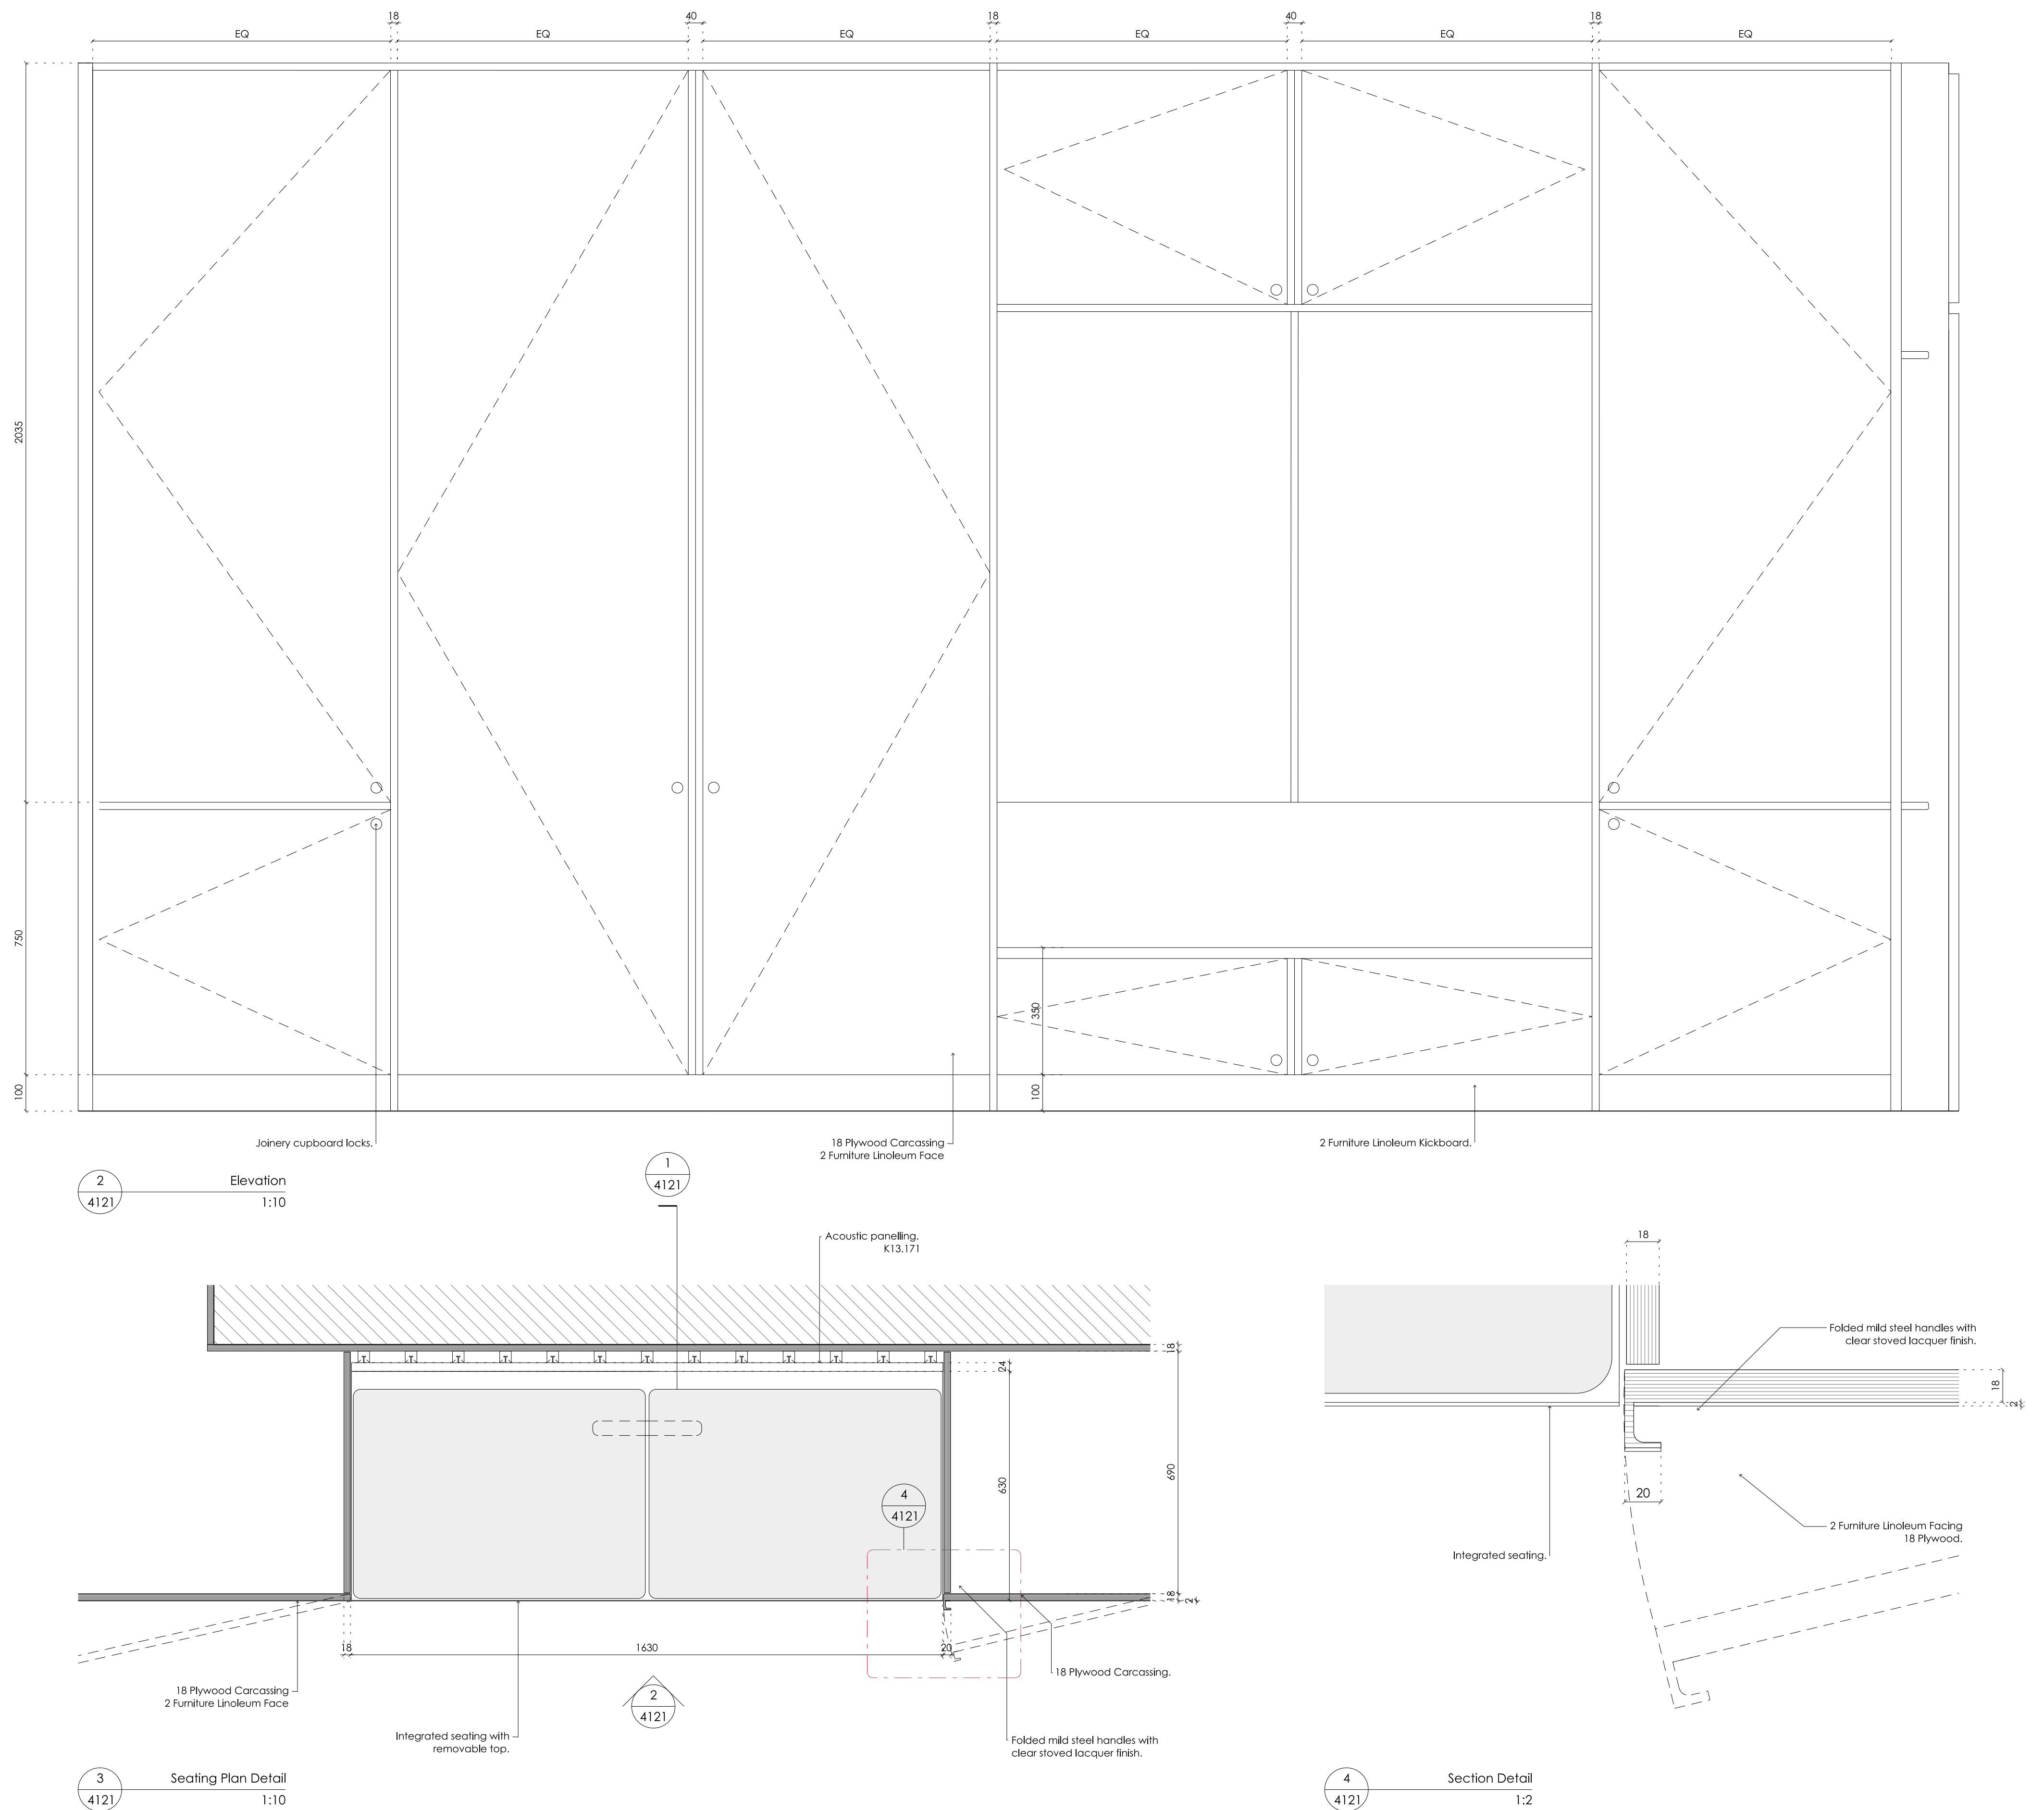 18
40
18
40
18
EQ
EQ
EQ
EQ
EQ
EQ
2035
750
350
100
100
Joinery cupboard locks.
18 Plywood Carcassing
2 Furniture Linoleum Face
2 Furniture Linoleum Kickboard.
2
4121
Elevation
1:10
1
4121
Acoustic panelling.
K13.171
18
24
630
690
18
2
4
4121
18
1630
20
18 Plywood Carcassing
2 Furniture Linoleum Face
2
4121
18 Plywood Carcassing.
Integrated seating with
removable top.
Folded mild steel handles with
clear stoved lacquer finish.
3
4121
Seating Plan Detail
1:10
18
Folded mild steel handles with
clear stoved lacquer finish.
18
2
20
2 Furniture Linoleum Facing
18 Plywood.
Integrated seating.
4
4121
Section Detail
1:2